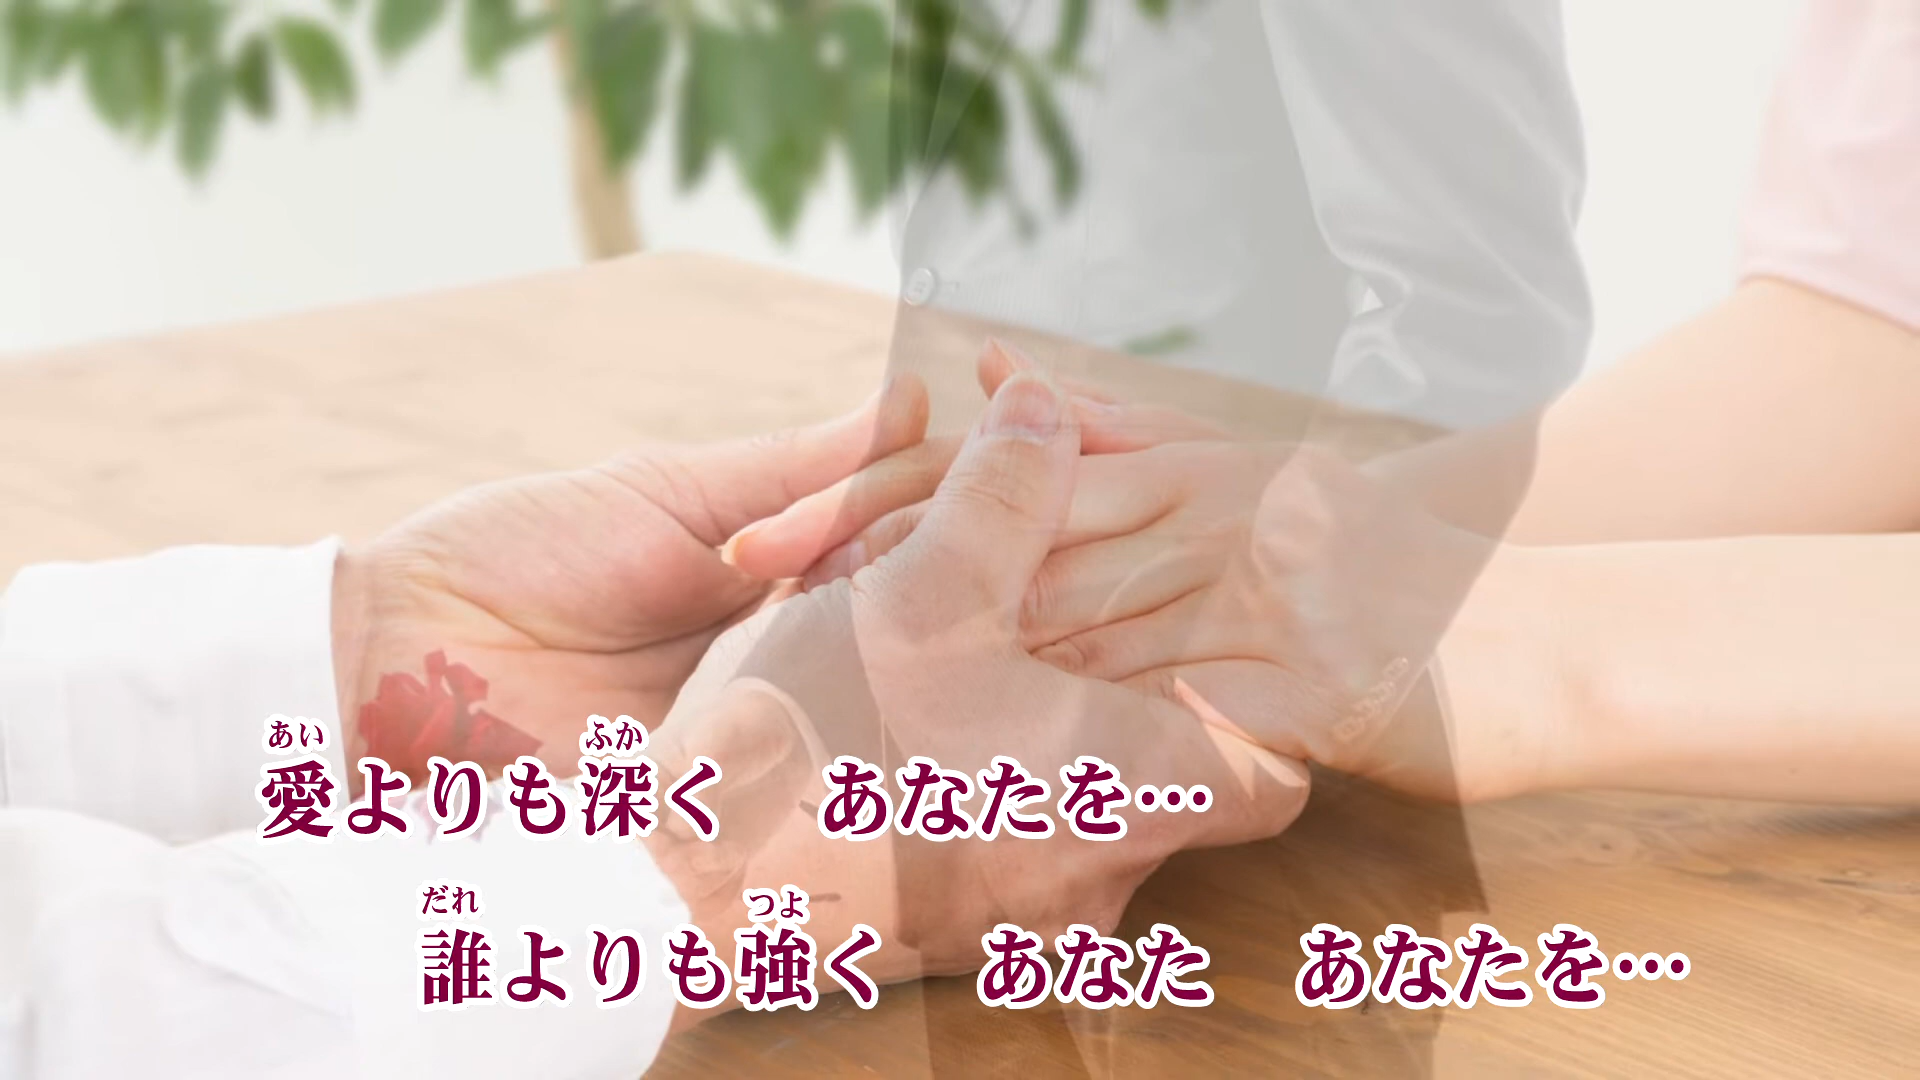 あい ふか
愛よりも深く　あなたを…
だれ つよ
誰よりも強く　あなた　あなたを…